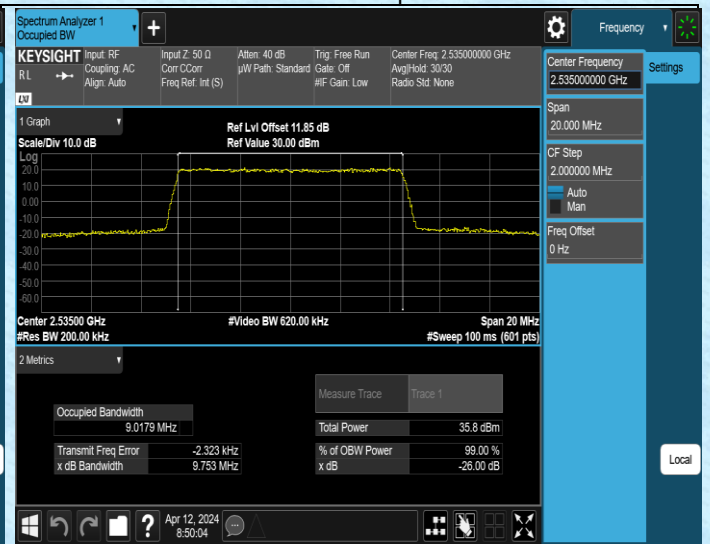 Spectrum Analyzer 1
Occupied BW
+
Frequency
KEYSIGHT
RL
LXI
Input: RF
Coupling: AC
Align: Auto
Input Z: 50 Ω
Corr CCorr
Freq Ref: Int (S)
Atten: 40 dB
µW Path: Standard
Trig: Free Run
Gate: Off
#IF Gain: Low
Center Freq: 2.535000000 GHz
Avg|Hold: 30/30
Radio Std: None
Center Frequency
2.535000000 GHz
Settings
Span
20.000 MHz
CF Step
2.000000 MHz
Auto
Man
Freq Offset
0 Hz
1 Graph
Scale/Div 10.0 dB
Ref Lvl Offset 11.85 dB
Ref Value 30.00 dBm
Log
20.0
10.0
0.00
-10.0
-20.0
-30.0
-40.0
-50.0
-60.0
Center 2.53500 GHz
#Res BW 200.00 kHz
#Video BW 620.00 kHz
Span 20 MHz
#Sweep 100 ms (601 pts)
2 Metrics
Measure Trace Trace 1
Occupied Bandwidth
9.0179 MHz
Total Power 35.8 dBm
Transmit Freq Error -2.323 kHz
% of OBW Power 99.00 %
x dB Bandwidth 9.753 MHz
x dB -26.00 dB
Local
?
Apr 12, 2024
8:50:04